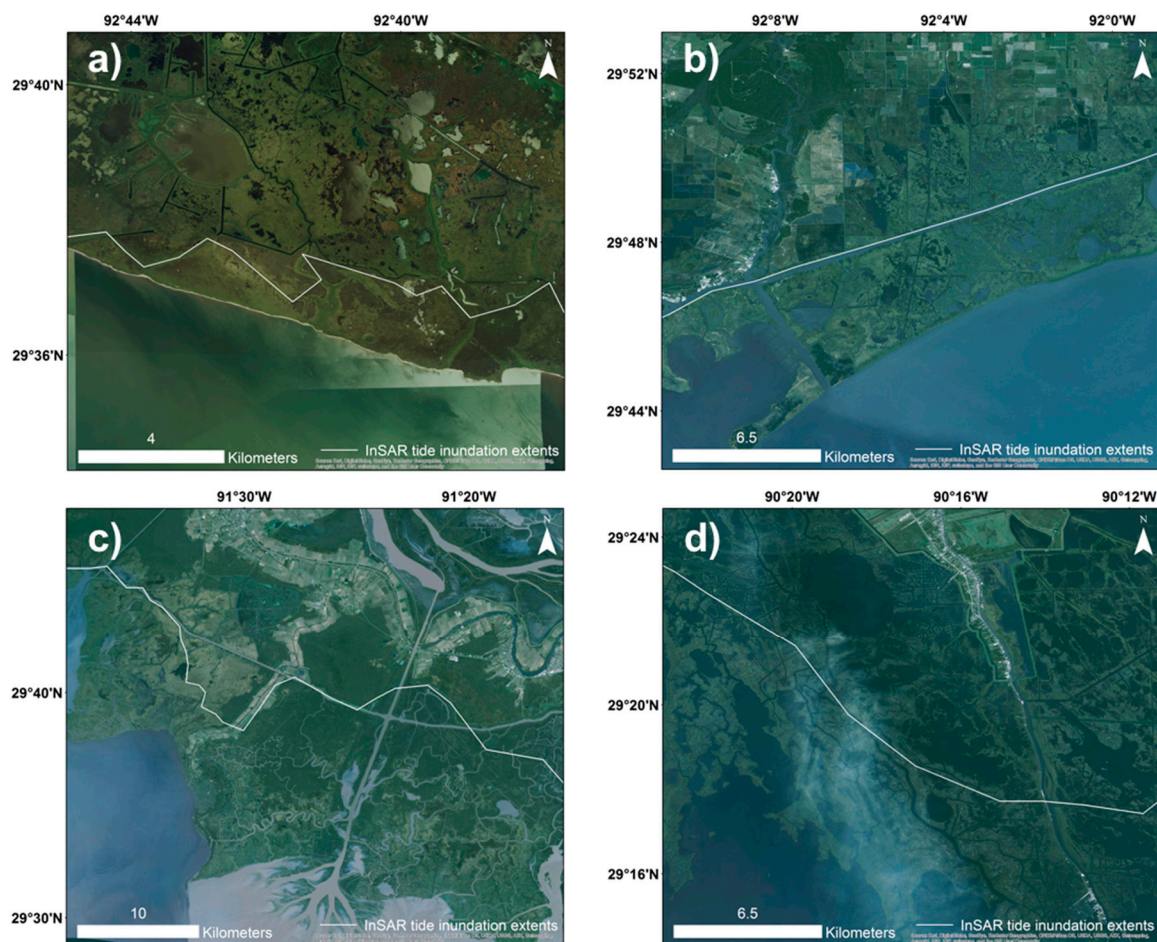 92°44'W 92°40'W
92°8'W 92°4'W 92°0'W
a) N
29°40'N
29°36'N
4
Kilometers
InSAR tide inundation extents
b) N
29°52'N
29°48'N
29°44'N
6.5
Kilometers
InSAR tide inundation extents
91°30'W 91°20'W
90°20'W 90°16'W 90°12'W
c) N
29°40'N
29°30'N
10
Kilometers
InSAR tide inundation extents
d) N
29°24'N
29°20'N
29°16'N
6.5
Kilometers
InSAR tide inundation extents